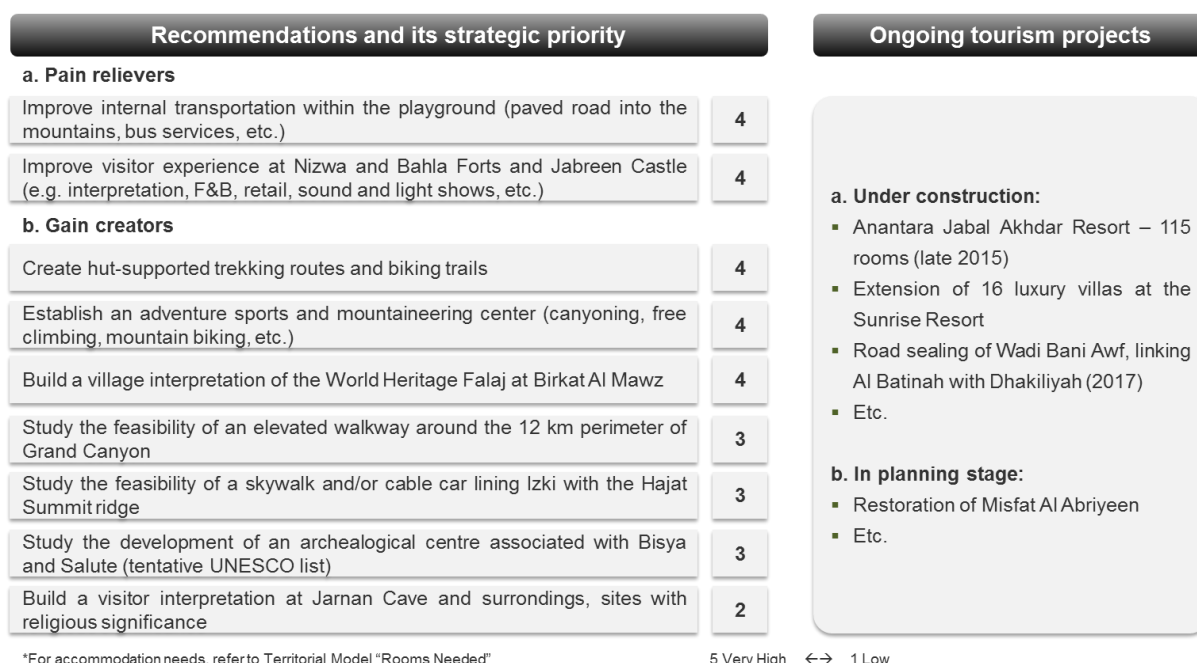 Recommendations and its strategic priority
a. Pain relievers
Improve internal transportation within the playground (paved road into the
mountains, bus services, etc.)
4
Improve visitor experience at Nizwa and Bahla Forts and Jabreen Castle
(e.g. interpretation, F&B, retail, sound and light shows, etc.)
4
b. Gain creators
Create hut-supported trekking routes and biking trails
4
Establish an adventure sports and mountaineering center (canyoning, free
climbing, mountain biking, etc.)
4
Build a village interpretation of the World Heritage Falaj at Birkat Al Mawz
4
Study the feasibility of an elevated walkway around the 12 km perimeter of
Grand Canyon
3
Study the feasibility of a skywalk and/or cable car lining Izki with the Hajat
Summit ridge
3
Study the development of an archealogical centre associated with Bisya
and Salute (tentative UNESCO list)
3
Build a visitor interpretation at Jarnan Cave and surrondings, sites with
religious significance
2
*For accommodation needs, refer to Territorial Model “Rooms Needed”
5 Very High ←→ 1 Low
Ongoing tourism projects
a. Under construction:
▪ Anantara Jabal Akhdar Resort – 115
rooms (late 2015)
▪ Extension of 16 luxury villas at the
Sunrise Resort
▪ Road sealing of Wadi Bani Awf, linking
Al Batinah with Dhakiliyah (2017)
▪ Etc.
b. In planning stage:
▪ Restoration of Misfat Al Abriyeen
▪ Etc.